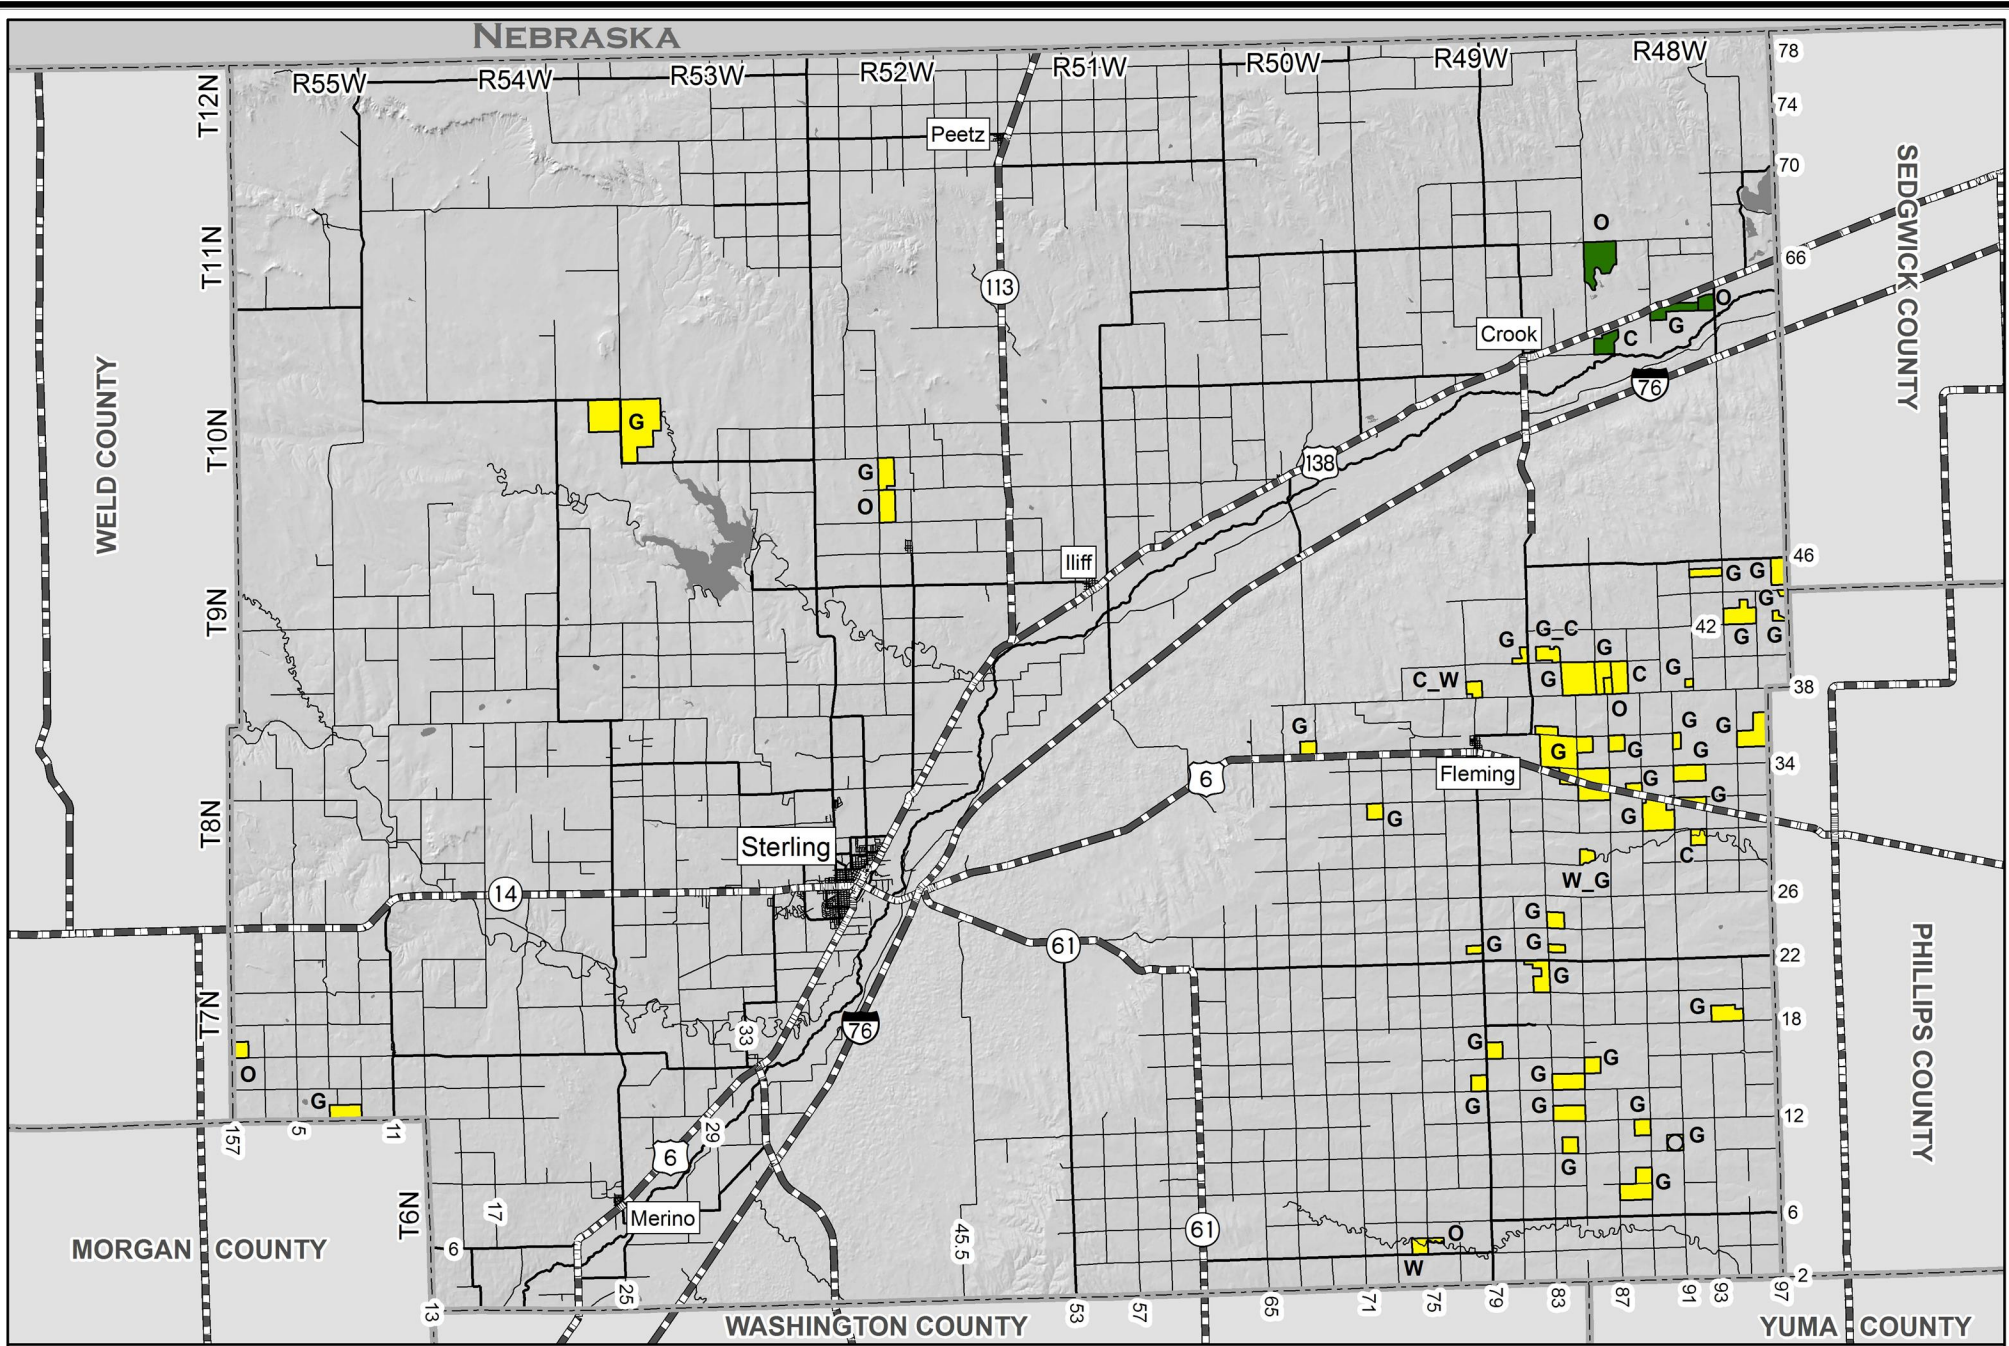 NEBRASKA
R55W R54W R53W R52W R51W R50W R49W R48W
78
T12N
74
Peetz
70
SEDGWICK COUNTY
O
T11N
66
113
O
G
Crook
C
76
WELD COUNTY
G
T10N
138
G
O
46
Iliff
G G
G
T9N
42
G G
G_C
G
G
C_W
G
C
G
38
O
G
G
G
G
G
G
34
G
6
Fleming
G
G
G
G
T8N
Sterling
C
W_G
14
26
G
61
G
G
22
G
PHILLIPS COUNTY
T7N
G
18
33
76
G
O
G
G
G
G
G
G
12
G
157
5
11
29
G
6
G
G
T6N
17
Merino
6
61
O
MORGAN COUNTY
6
45.5
W
2
13
25
53
57
65
71
75
79
83
87
91
93
97
WASHINGTON COUNTY
YUMA COUNTY